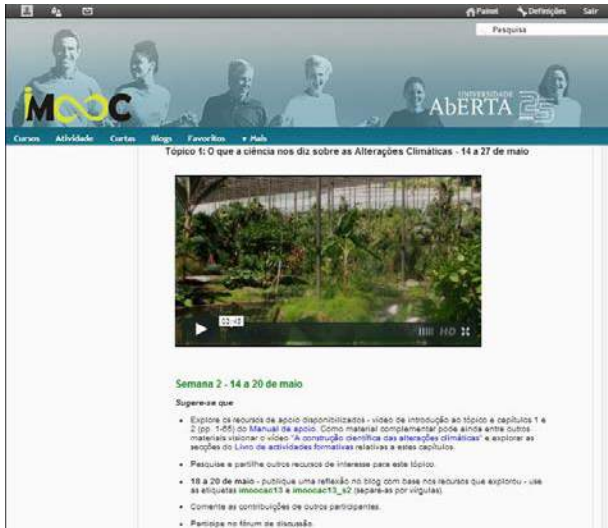 Painel Definições Sair
Pesquisa
iMOOC
UNIVERSIDADE
AbERTA 25
Cursos Atividade Curtas Blogs Favoritos ▾ Mais
Tópico 1: O que a ciência nos diz sobre as Alterações Climáticas - 14 a 27 de maio
03:48
HD
Semana 2 - 14 a 20 de maio
Sugere-se que
• Explore os recursos de apoio disponibilizados - vídeo de introdução ao tópico e capítulos 1 e
2 (pp. 1-65) do Manual de apoio. Como material complementar pode ainda entre outros
materiais visionar o vídeo "A construção científica das alterações climáticas" e explorar as
secções do Livro de actividades formativas relativas a estes capítulos.
• Pesquise e partilhe outros recursos de interesse para este tópico.
• 18 a 20 de maio - publique uma reflexão no blog com base nos recursos que explorou - use
as etiquetas imoocac13 e imoocac13_s2 (separe-as por vírgulas).
• Comente as contribuições de outros participantes.
• Participe no fórum de discussão.